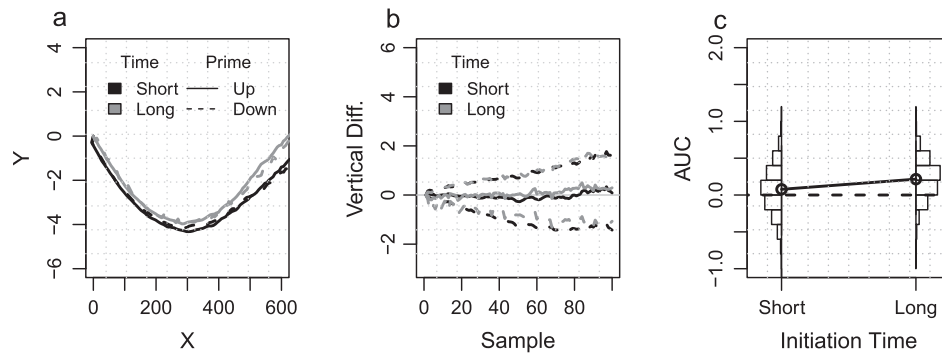 a
Time Prime
Short Up
Long Down
4
2
0
−2
−4
−6
Y
0 200 400 600
X
b
Time
Short
Long
6
4
2
0
−2
Vertical Diff.
0 20 40 60 80
Sample
c
2.0
1.0
0.0
−1.0
AUC
Short Long
Initiation Time